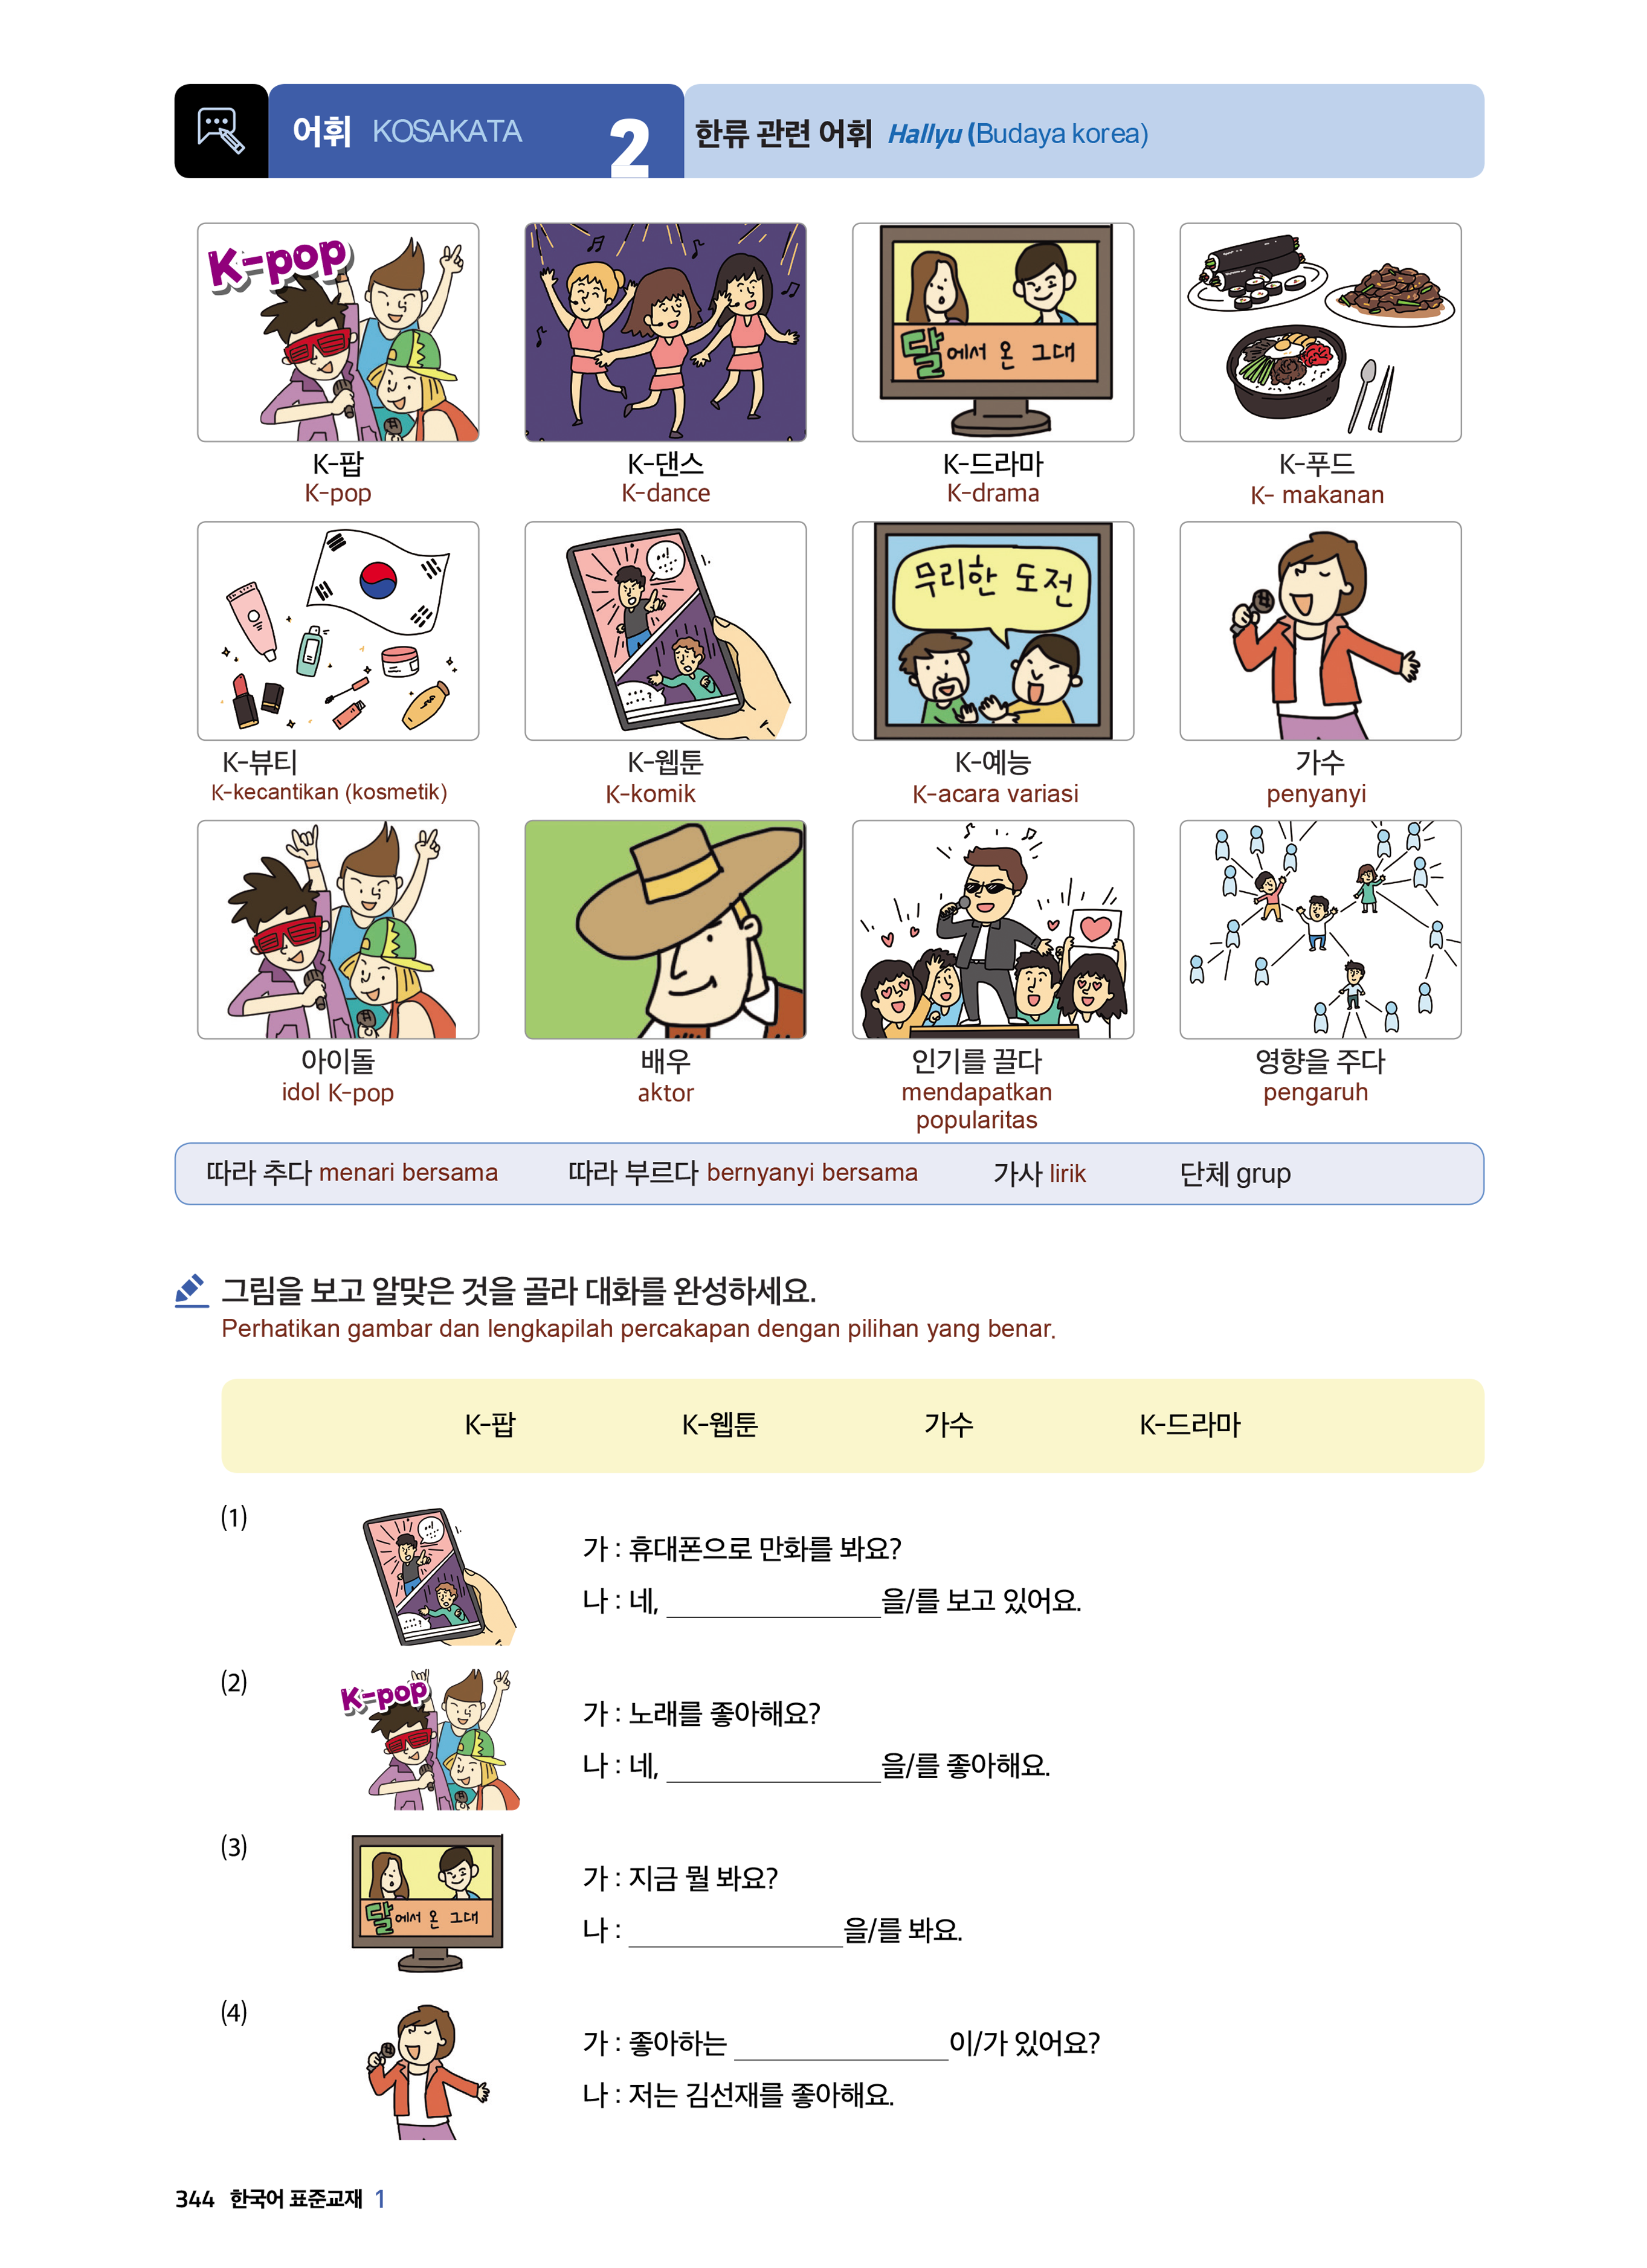 어휘 KOSAKATA 2 한류 관련 어휘 Hallyu (Budaya korea)
K-pop
달에서 온 그대
K-팝 K-댄스 K-드라마 K-푸드
K-pop K-dance K-drama K- makanan
무리한 도전
K-뷰티 K-웹툰 K-예능 가수
K-kecantikan (kosmetik) K-komik K-acara variasi penyanyi
아이돌 배우 인기를 끌다 영향을 주다
idol K-pop aktor mendapatkan pengaruh
popularitas
따라 추다 menari bersama 따라 부르다 bernyanyi bersama 가사 lirik 단체 grup
그림을 보고 알맞은 것을 골라 대화를 완성하세요.
Perhatikan gambar dan lengkapilah percakapan dengan pilihan yang benar.
K-팝 K-웹툰 가수 K-드라마
(1)
가 : 휴대폰으로 만화를 봐요?
나 : 네, ________________을/를 보고 있어요.
(2)
K-pop
가 : 노래를 좋아해요?
나 : 네, ________________을/를 좋아해요.
(3)
달에서 온 그대
가 : 지금 뭘 봐요?
나 : ________________을/를 봐요.
(4)
가 : 좋아하는 ________________이/가 있어요?
나 : 저는 김선재를 좋아해요.
344 한국어 표준교재 1